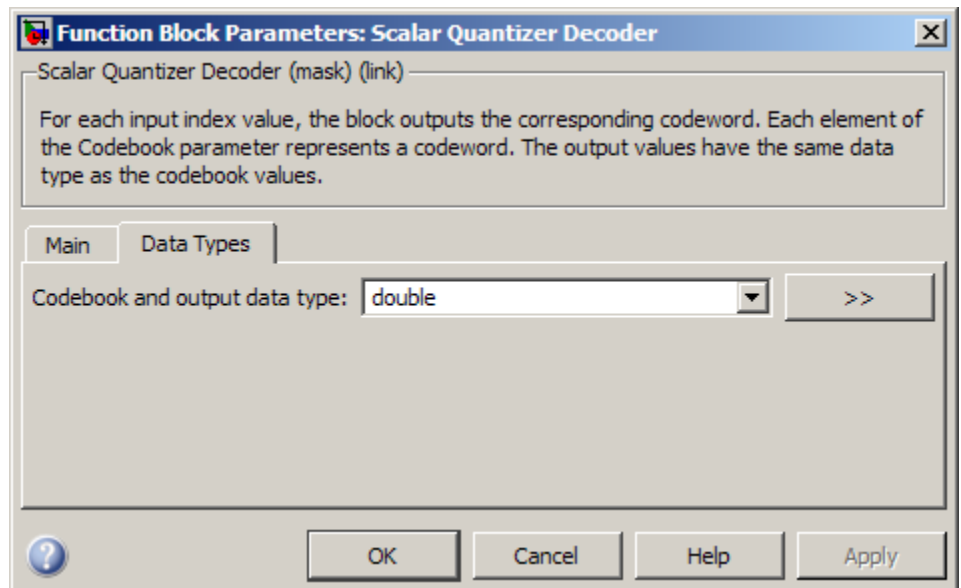 Function Block Parameters: Scalar Quantizer Decoder
Scalar Quantizer Decoder (mask) (link)
For each input index value, the block outputs the corresponding codeword. Each element of
the Codebook parameter represents a codeword. The output values have the same data
type as the codebook values.
Main Data Types
Codebook and output data type: double >>
OK Cancel Help Apply